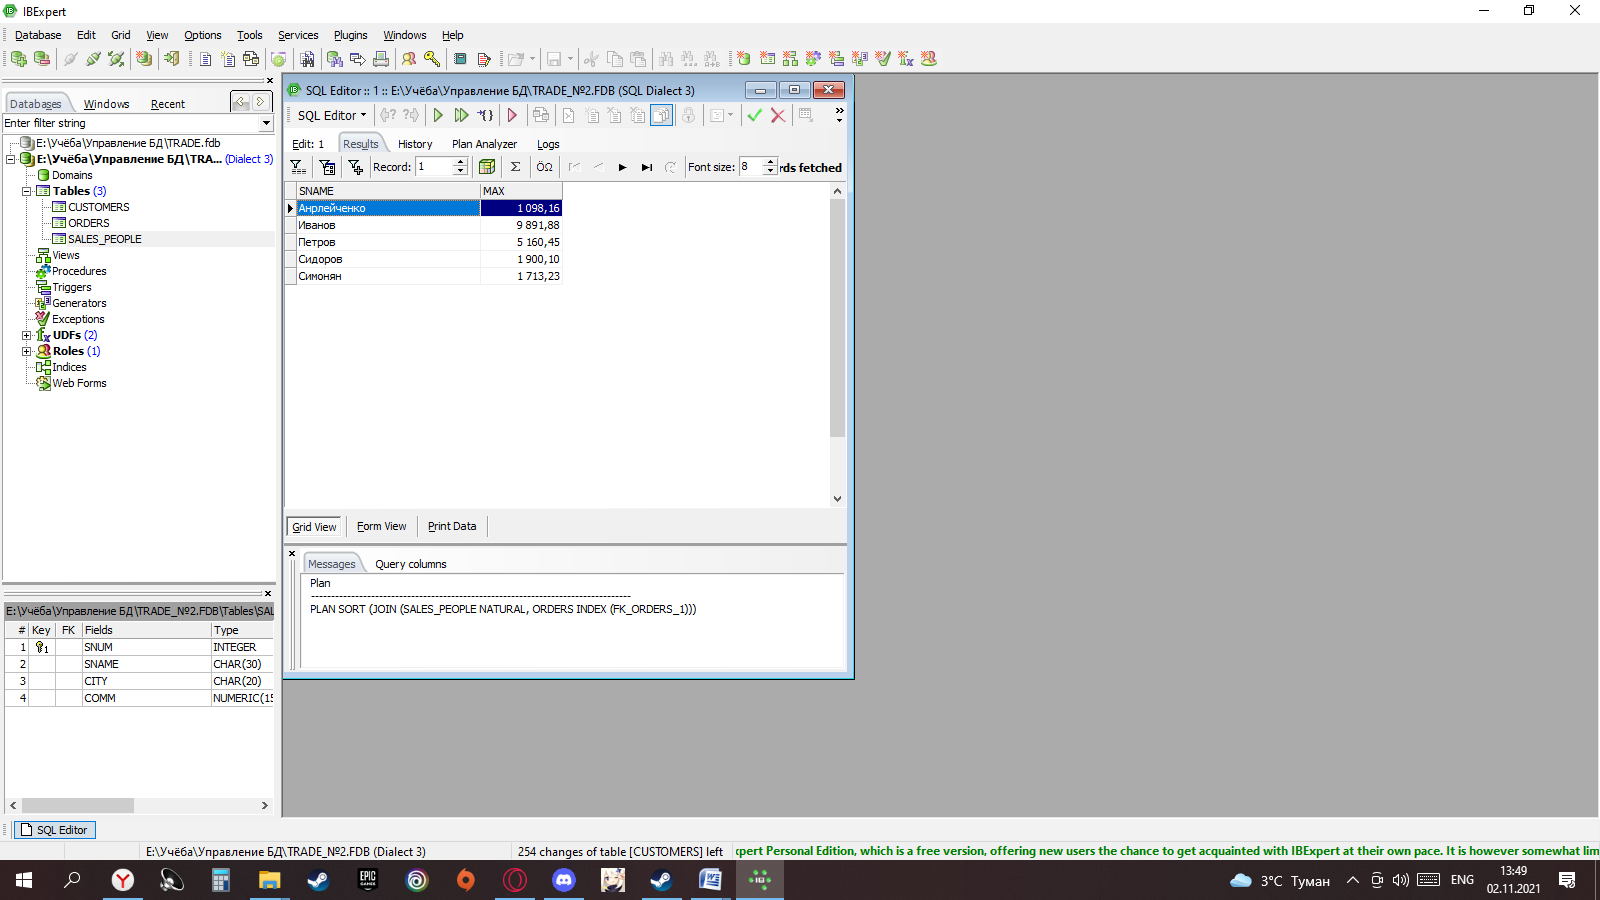 IBExpert
Database Edit Grid View Options Tools Services Plugins Windows Help
Databases Windows Recent
Enter filter string
E:\Учёба\Управление БД\TRADE.fdb
E:\Учёба\Управление БД\TRA... (Dialect 3)
Domains
Tables (3)
CUSTOMERS
ORDERS
SALES_PEOPLE
Views
Procedures
Triggers
Generators
Exceptions
UDFs (2)
Roles (1)
Indices
Web Forms
E:\Учёба\Управление БД\TRADE_№2.FDB\Tables\SAL
# Key FK Fields Type
1 1 SNUM INTEGER
2 SNAME CHAR(30)
3 CITY CHAR(20)
4 COMM NUMERIC(15
SQL Editor :: 1 :: E:\Учёба\Управление БД\TRADE_№2.FDB (SQL Dialect 3)
SQL Editor
Edit: 1 Results History Plan Analyzer Logs
Record: 1 Σ ÖΩ Font size: 8 rds fetched
SNAME MAX
Анрлейченко 1 098,16
Иванов 9 891,88
Петров 5 160,45
Сидоров 1 900,10
Симонян 1 713,23
Grid View Form View Print Data
Messages Query columns
Plan
--------------------------------------------------------------------------------
PLAN SORT (JOIN (SALES_PEOPLE NATURAL, ORDERS INDEX (FK_ORDERS_1)))
SQL Editor
E:\Учёба\Управление БД\TRADE_№2.FDB (Dialect 3) 254 changes of table [CUSTOMERS] left xpert Personal Edition, which is a free version, offering new users the chance to get acquainted with IBExpert at their own pace. It is however somewhat lim
EPIC GAMES
3°C Туман ENG 13:49
02.11.2021